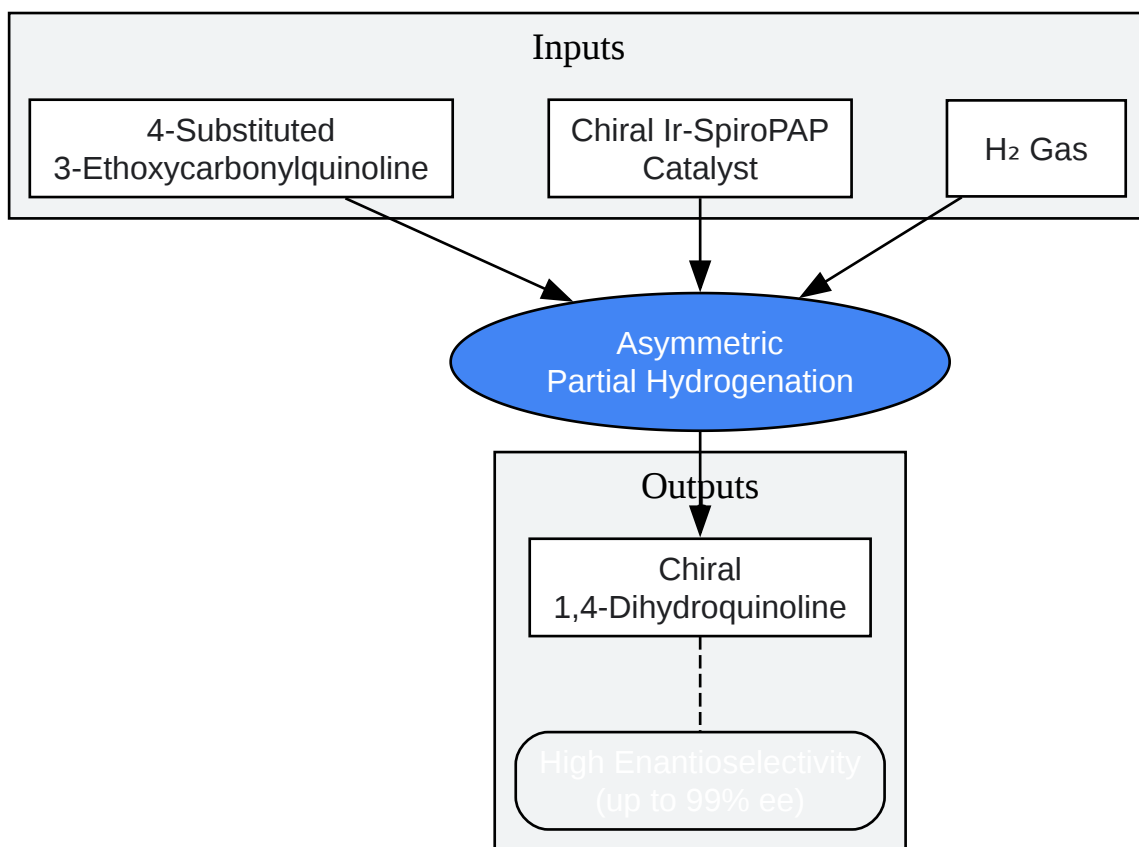 Inputs
4-Substituted
3-Ethoxycarbonylquinoline
Chiral Ir-SpiroPAP
Catalyst
H₂ Gas
Asymmetric
Partial Hydrogenation
Outputs
Chiral
1,4-Dihydroquinoline
High Enantioselectivity
(up to 99% ee)